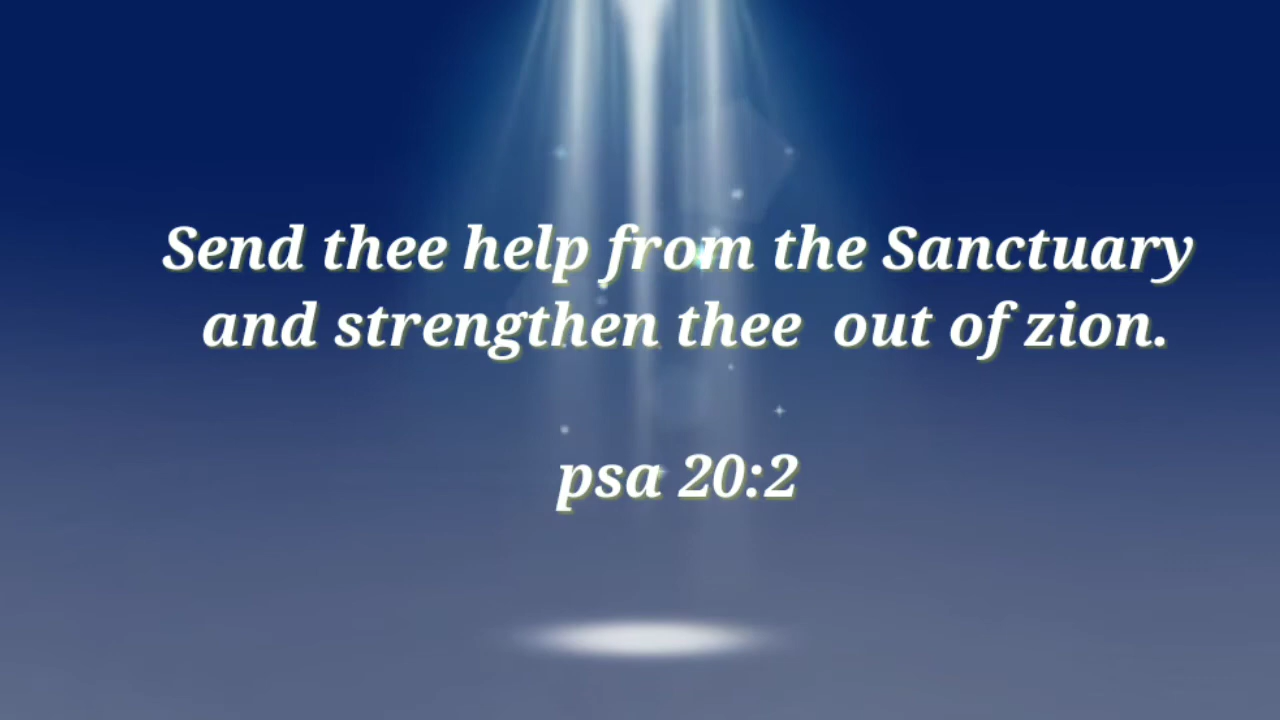 Send thee help from the Sanctuary
and strengthen thee out of zion.
psa 20:2